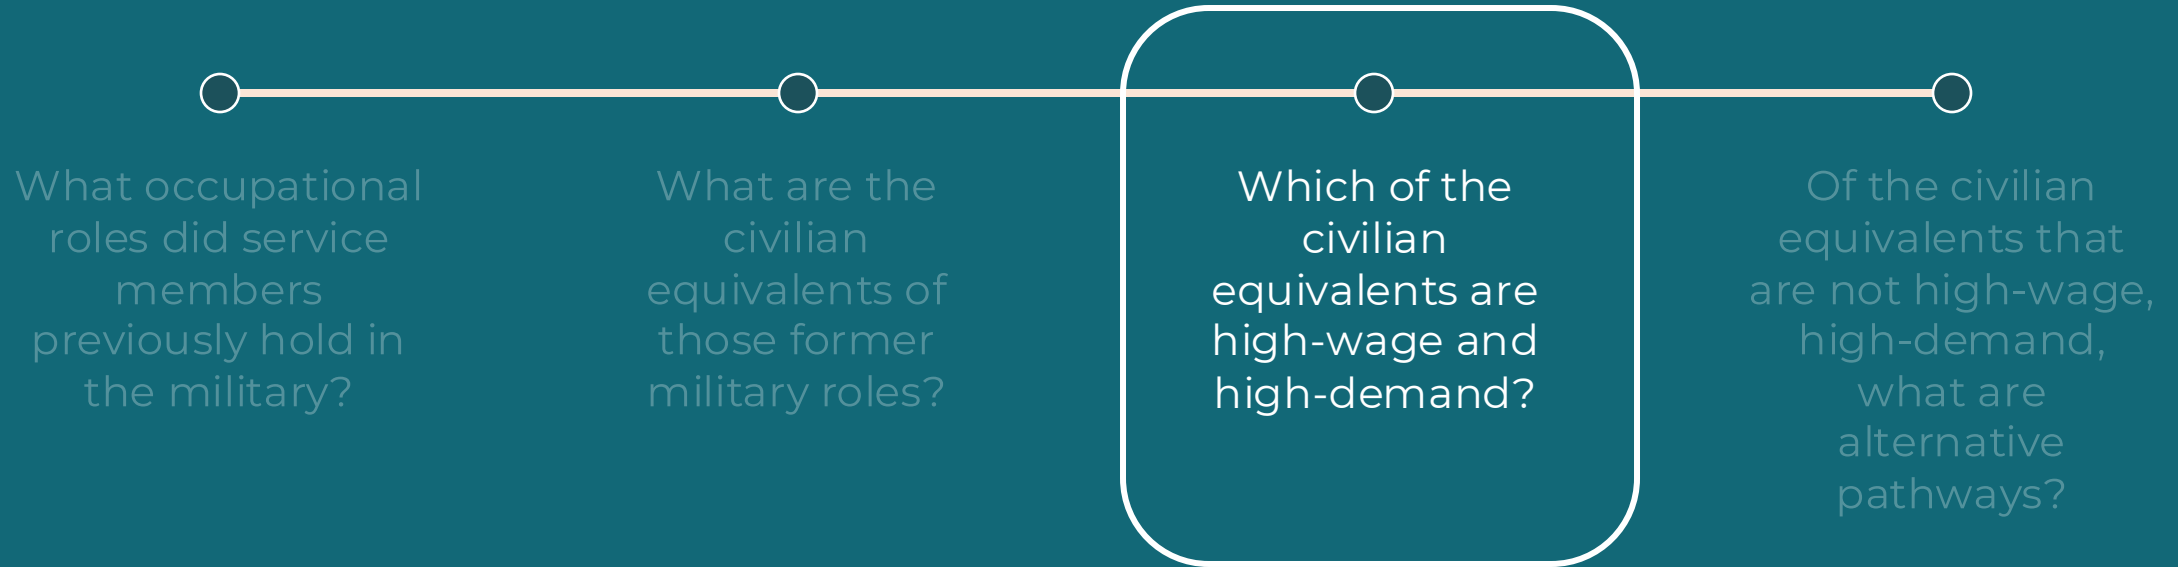 What occupational
roles did service
members
previously hold in
the military?
What are the
civilian
equivalents of
those former
military roles?
Which of the
civilian
equivalents are
high-wage and
high-demand?
Of the civilian
equivalents that
are not high-wage,
high-demand,
what are
alternative
pathways?